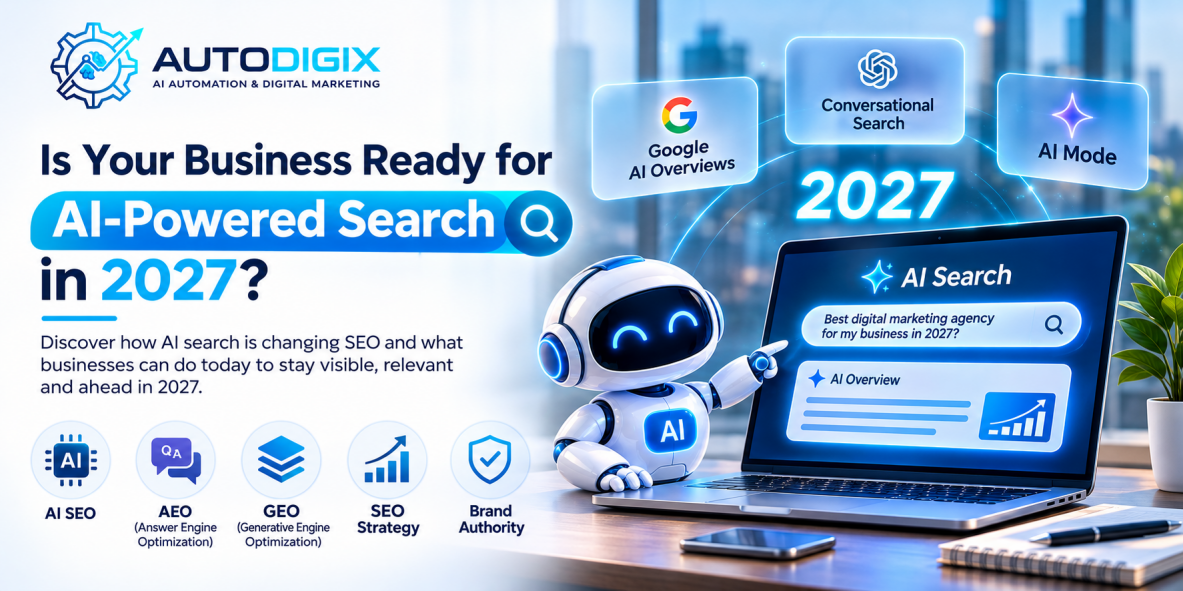 AUTODIGIX
AI AUTOMATION & DIGITAL MARKETING
Is Your Business Ready for
AI-Powered Search
in 2027?
Discover how AI search is changing SEO and what
businesses can do today to stay visible, relevant
and ahead in 2027.
AI
AI SEO
QA
AEO
(Answer Engine
Optimization)
GEO
(Generative Engine
Optimization)
SEO
Strategy
Brand
Authority
G
Google
AI Overviews
Conversational
Search
AI Mode
2027
AI Search
Best digital marketing agency
for my business in 2027?
AI Overview
AI